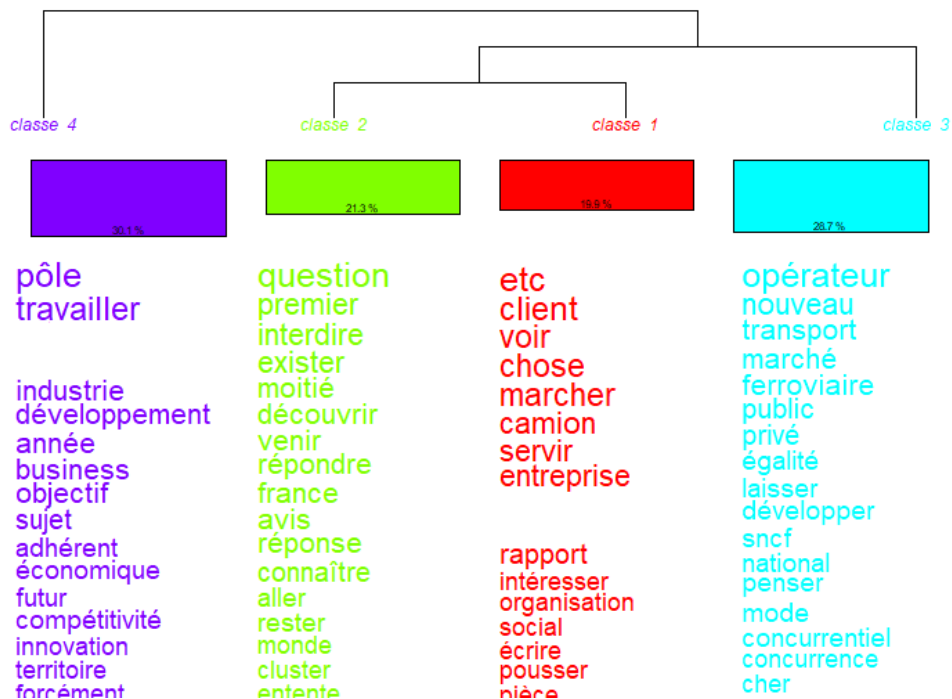 classe 4
classe 2
classe 1
classe 3
30.1 %
21.3 %
19.9 %
28.7 %
pôle
travailler
industrie
développement
année
business
objectif
sujet
adhérent
économique
futur
compétitivité
innovation
territoire
forcément
question
premier
interdire
exister
moitié
découvrir
venir
répondre
france
avis
réponse
connaître
aller
rester
monde
cluster
entente
etc
client
voir
chose
marcher
camion
servir
entreprise
rapport
intéresser
organisation
social
écrire
pousser
pièce
opérateur
nouveau
transport
marché
ferroviaire
public
privé
égalité
laisser
développer
sncf
national
penser
mode
concurrentiel
concurrence
cher